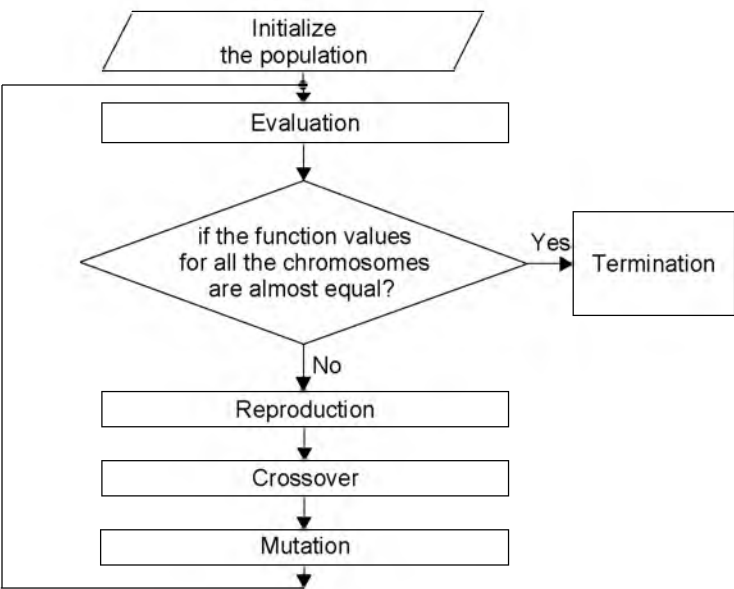 Initialize
the population
Evaluation
if the function values
for all the chromosomes
are almost equal?
Yes
Termination
No
Reproduction
Crossover
Mutation